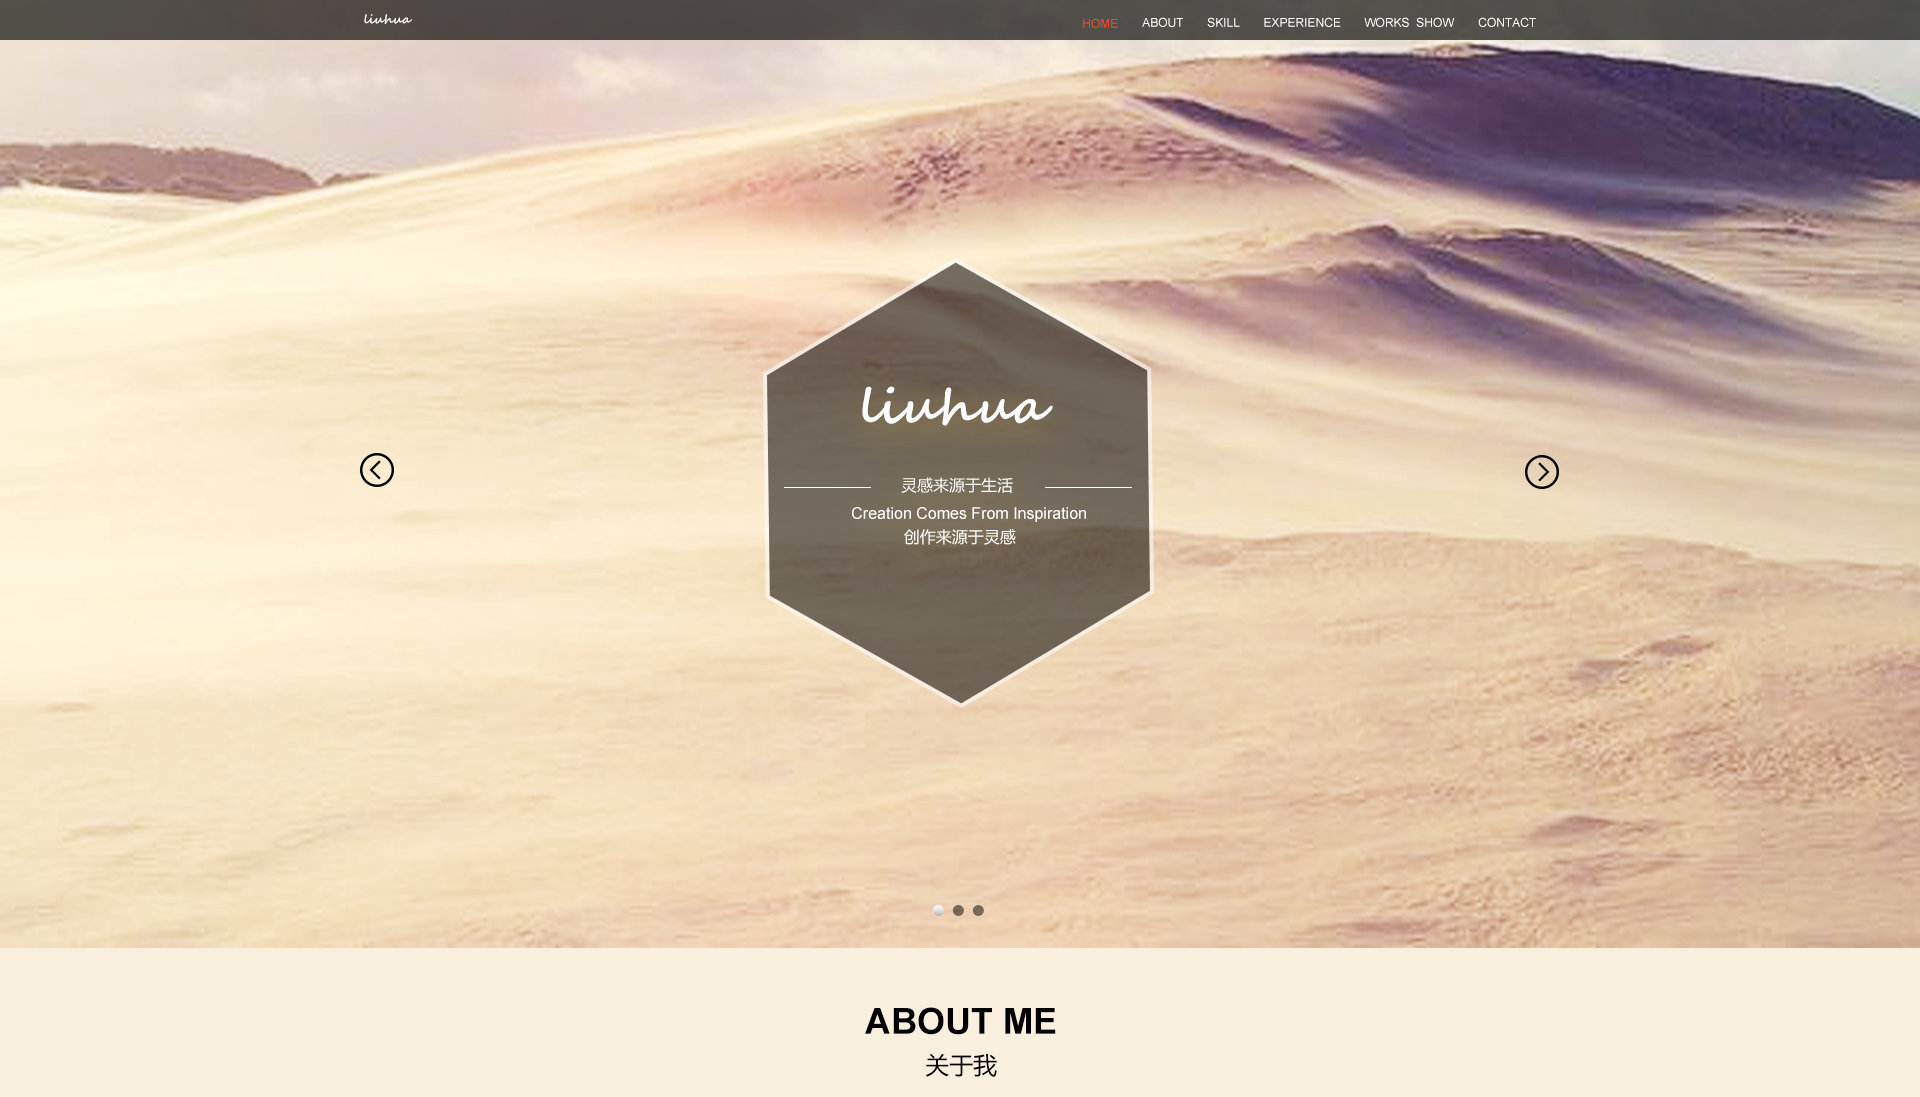 liuhua
HOME ABOUT SKILL EXPERIENCE WORKS SHOW CONTACT
liuhua
灵感来源于生活
Creation Comes From Inspiration
创作来源于灵感
ABOUT ME
关于我